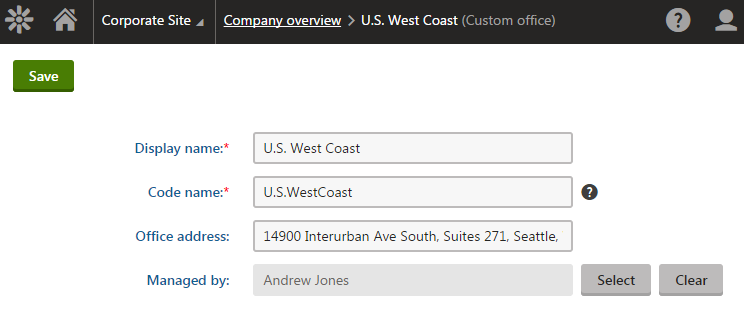 Corporate Site Company overview > U.S. West Coast (Custom office) ?
Save
Display name:* U.S. West Coast
Code name:* U.S.WestCoast ?
Office address: 14900 Interurban Ave South, Suites 271, Seattle,
Managed by: Andrew Jones Select Clear